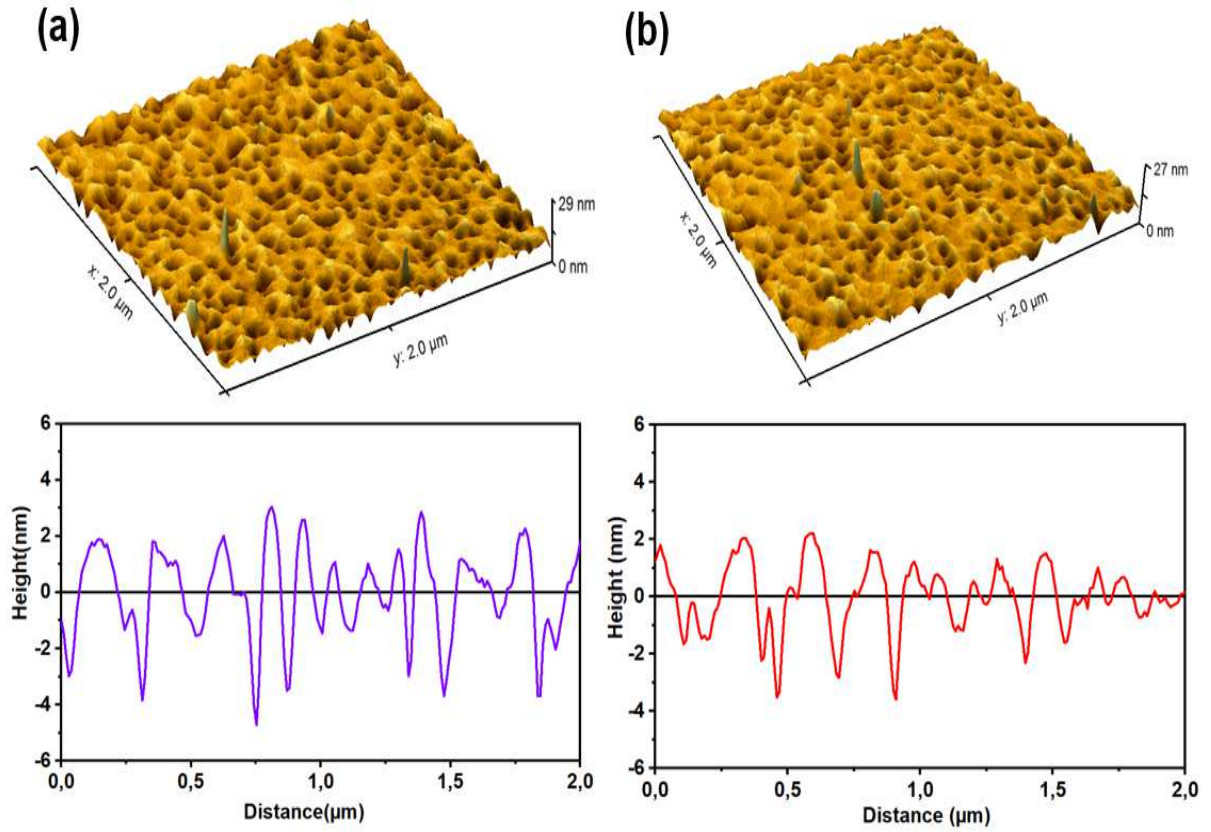 (a)
(b)
29 nm
0 nm
x: 2.0 µm
y: 2.0 µm
27 nm
0 nm
x: 2.0 µm
y: 2.0 µm
6
4
2
0
-2
-4
-6
Height(nm)
0,0
0,5
1,0
1,5
2,0
Distance(µm)
6
4
2
0
-2
-4
-6
Height (nm)
0,0
0,5
1,0
1,5
2,0
Distance (µm)